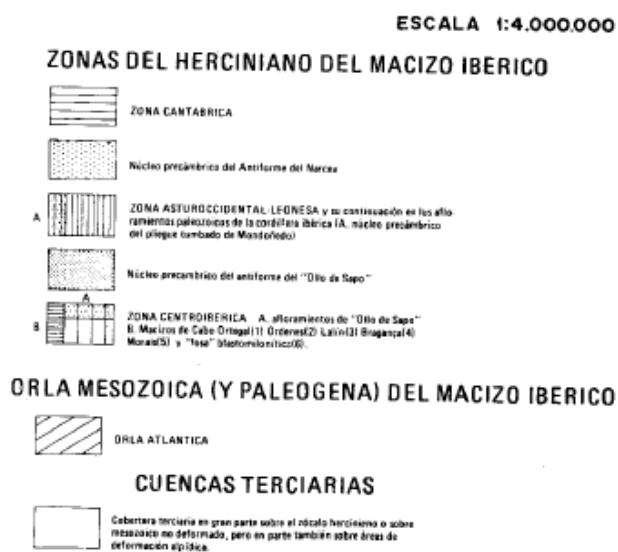 ESCALA 1:4.000.000
ZONAS DEL HERCINIANO DEL MACIZO IBERICO
ZONA CANTABRICA
Núcleo precámbrico del Antiforme del Narcea
A ZONA ASTUROCCIDENTAL-LEONESA y su continuación en los aflo-
ramientos paleozoicos de la cordillera ibérica (A, núcleo precámbrico
del pliegue tumbado de Mondoñedo)
Núcleo precambrico del antiforme del "Ollo de Sapo"
A
B ZONA CENTROIBERICA A. afloramientos de "Ollo de Sapo"
B. Macizos de Cabo Ortegal(1) Ordenes(2) Lalín(3) Bragança(4)
Morais(5) y "fosa" blastomilonítica(6).
ORLA MESOZOICA (Y PALEOGENA) DEL MACIZO IBERICO
ORLA ATLANTICA
CUENCAS TERCIARIAS
Cobertera terciaria en gran parte sobre el zócalo herciniano o sobre
mesozoico no deformado, pero en parte también sobre áreas de
deformación alpídica.